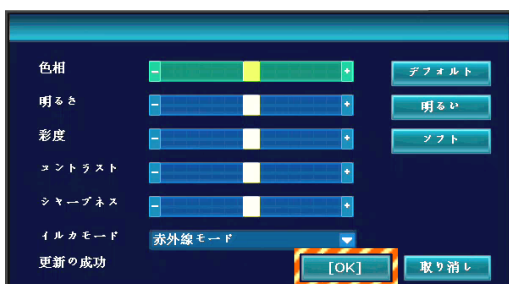 色相 - + デフォルト
明るさ - + 明るい
彩度 - + ソフト
コントラスト - +
シャープネス - +
イルカモード 赤外線モード
更新の成功 [OK] 取り消し